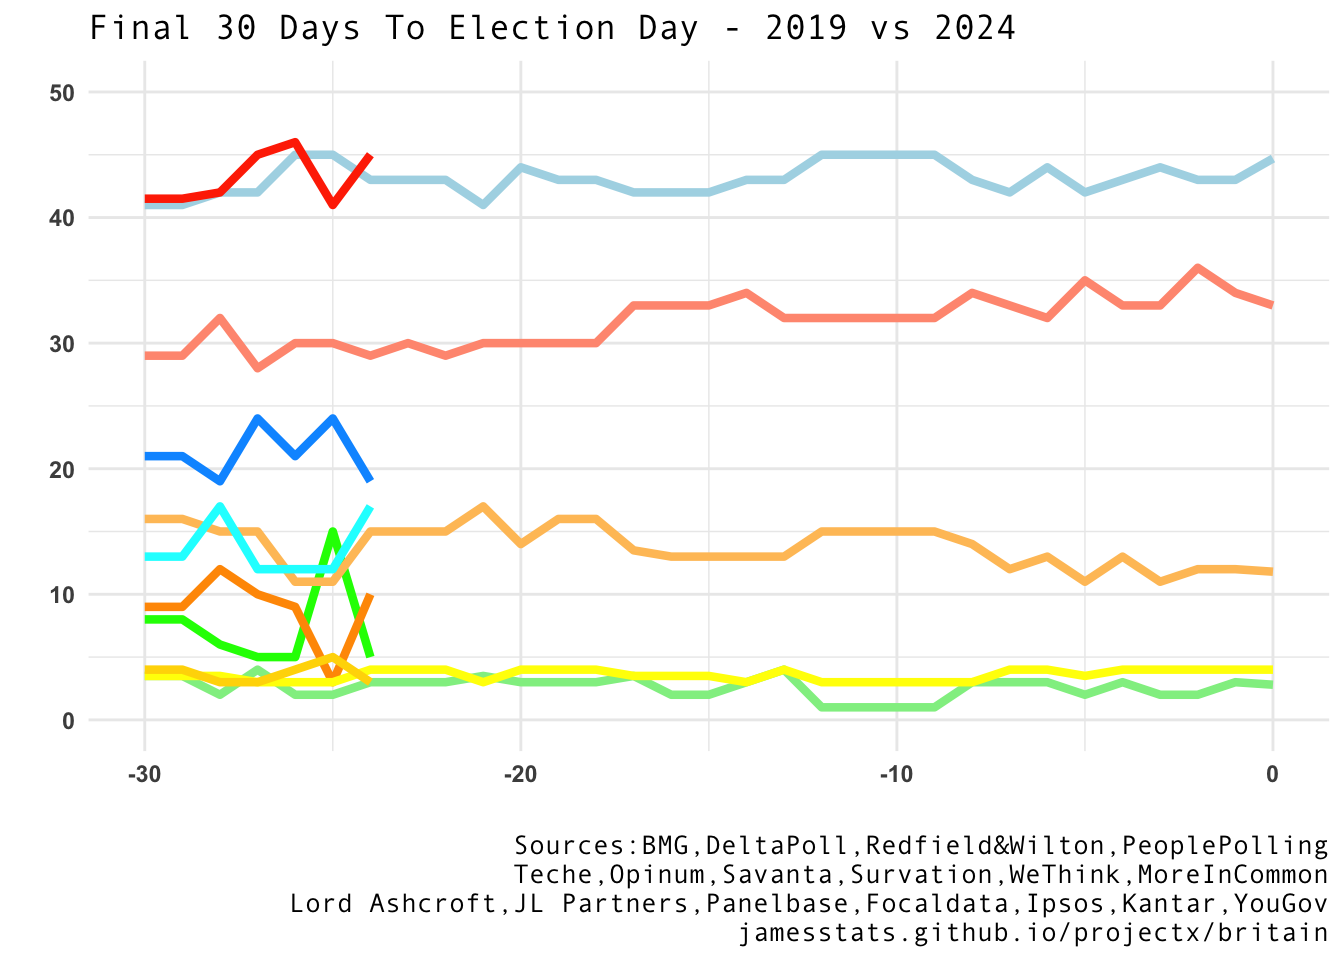 Final 30 Days To Election Day - 2019 vs 2024
50
40
30
20
10
0
-30 -20 -10 0
Sources:BMG,DeltaPoll,Redfield&Wilton,PeoplePolling
Teche,Opinum,Savanta,Survation,WeThink,MoreInCommon
Lord Ashcroft,JL Partners,Panelbase,Focaldata,Ipsos,Kantar,YouGov
jamesstats.github.io/projectx/britain